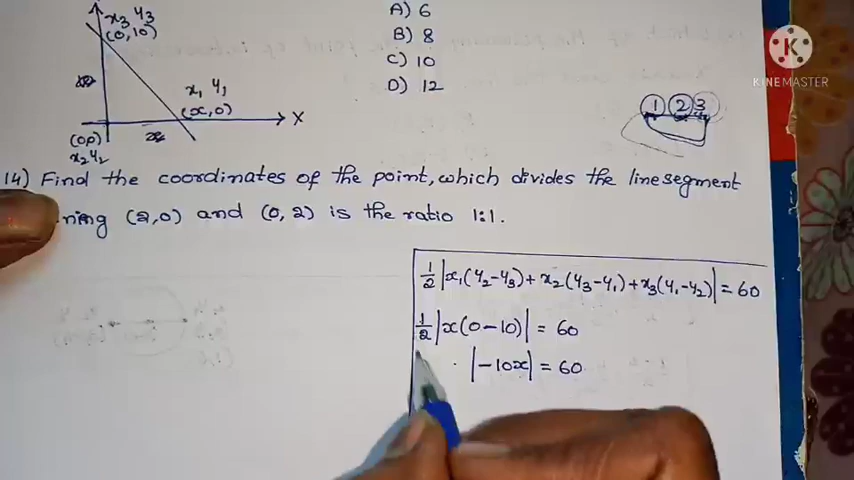 x₃ y₃
(0, 10)
x₁ y₁
(x, 0)
X
(0,0)
x₂ y₂
A) 6
B) 8
C) 10
D) 12
1 2 3
KINEMASTER
14) Find the coordinates of the point, which divides the line segment
ning (2,0) and (0, 2) is the ratio 1:1.
1/2 |x₁(y₂-y₃) + x₂(y₃-y₁) + x₃(y₁-y₂)| = 60
1/2 |x(0-10)| = 60
|-10x| = 60